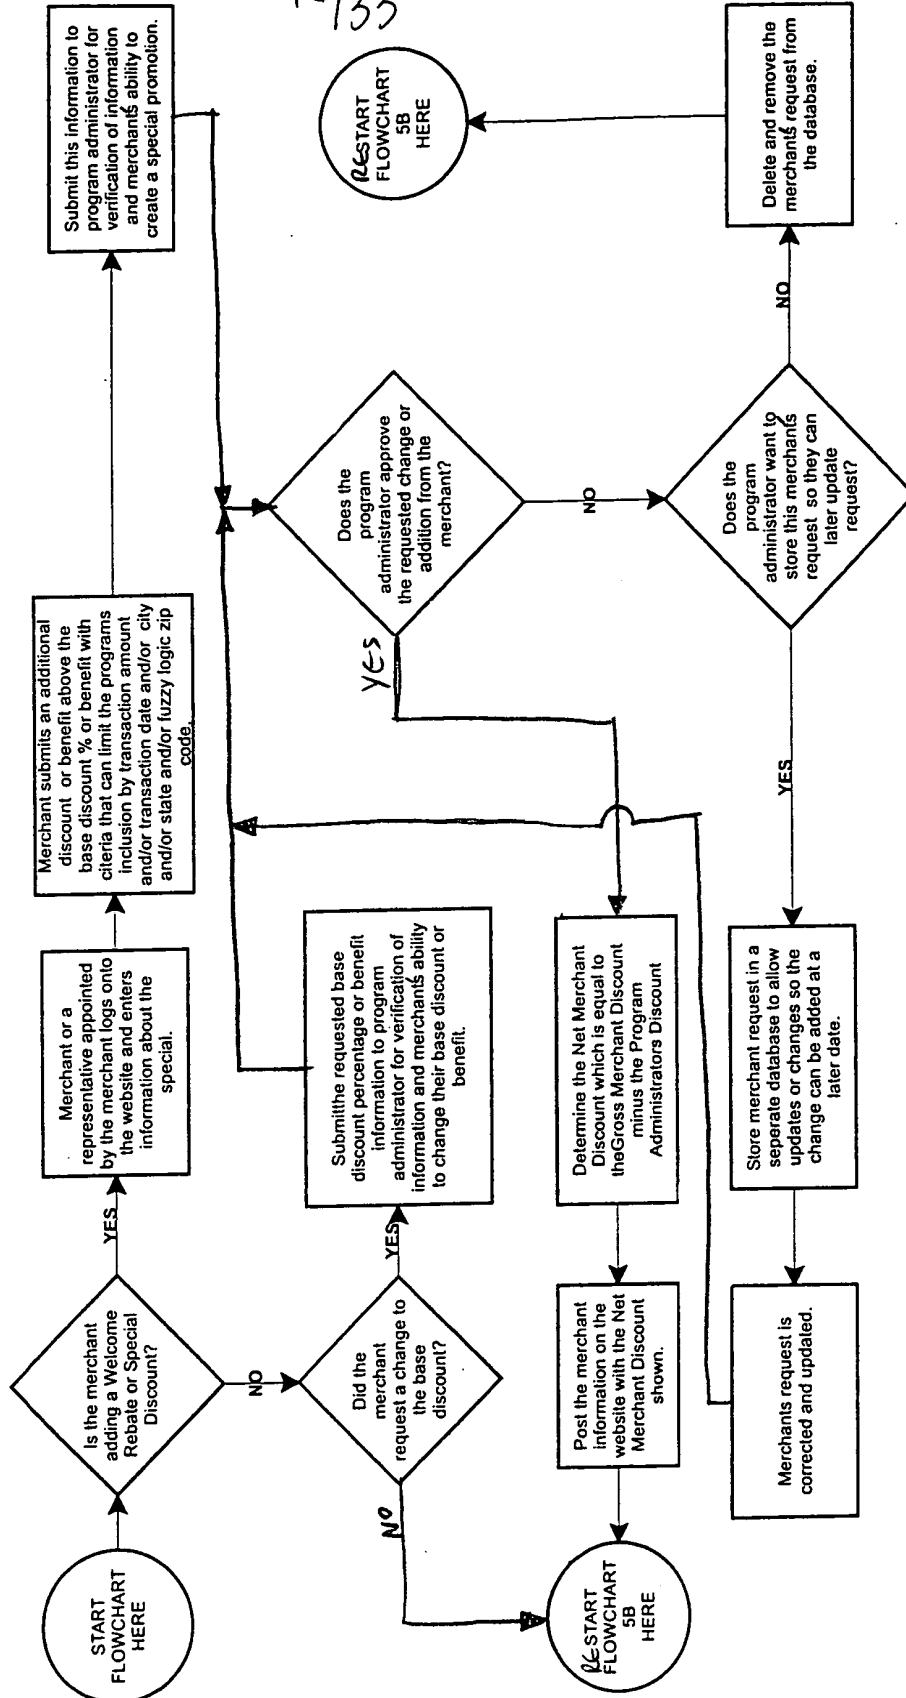 START
FLOWCHART
HERE
Is the merchant
adding a Welcome
Rebate or Special
Discount?
YES
Merchant or a
representative appointed
by the merchant logs onto
the website and enters
information about the
special.
Merchant submits an additional
discount or benefit above the
base discount % or benefit with
citeria that can limit the programs
inclusion by transaction amount
and/or transaction date and/or city
and/or state and/or fuzzy logic zip
code.
Submit this information to
program administrator for
verification of information
and merchants ability to
create a special promotion.
NO
Did the
merchant
request a change to
the base
discount?
YES
Submitthe requested base
discount percentage or benefit
information to program
administrator for verification of
information and merchants ability
to change their base discount or
benefit.
NO
Does the
program
administrator approve
the requested change or
addition from the
merchant?
YES
NO
RESTART
FLOWCHART
5B
HERE
Determine the Net Merchant
Discount which is equal to
theGross Merchant Discount
minus the Program
Administrators Discount
Post the merchant
information on the
website with the Net
Merchant Discount
shown.
RESTART
FLOWCHART
5B
HERE
Does the
program
administrator want to
store this merchants
request so they can
later update
request?
NO
Delete and remove the
merchants request from
the database.
YES
Store merchant request in a
seperate database to allow
updates or changes so the
change can be added at a
later date.
Merchants request is
corrected and updated.